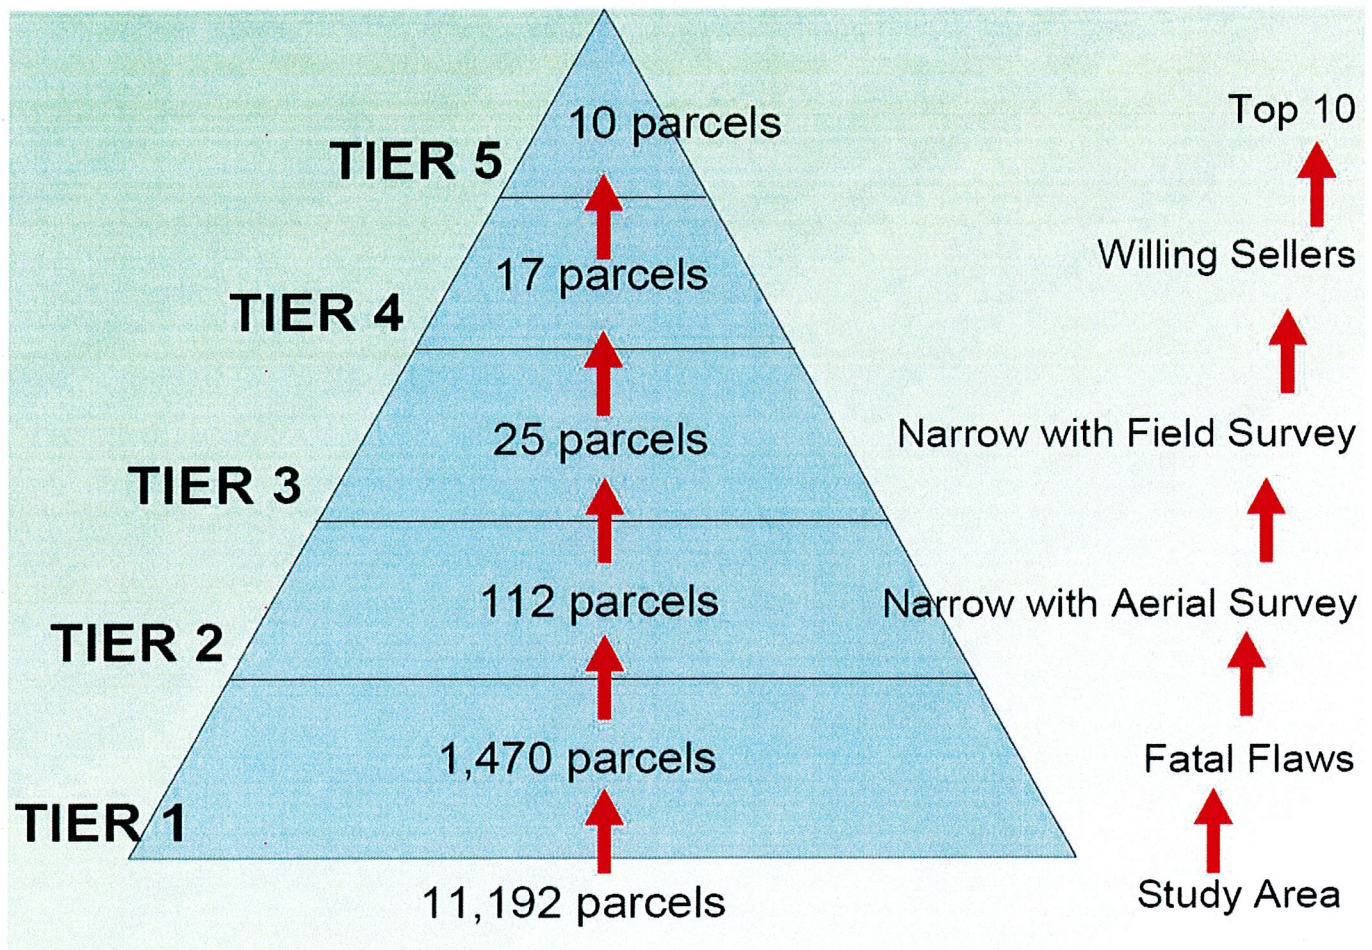 Top 10
10 parcels
TIER 5
Willing Sellers
17 parcels
TIER 4
Narrow with Field Survey
25 parcels
TIER 3
Narrow with Aerial Survey
112 parcels
TIER 2
Fatal Flaws
1,470 parcels
TIER 1
Study Area
11,192 parcels